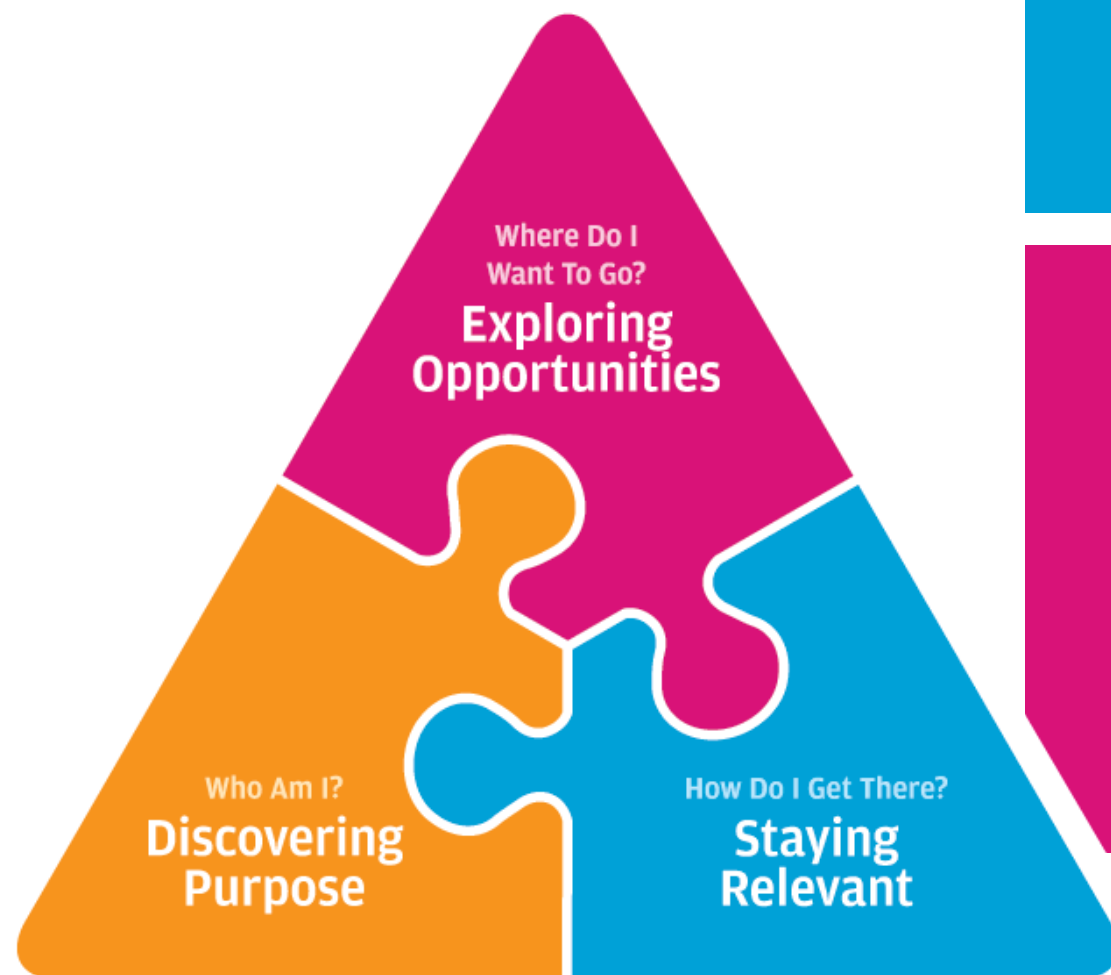 Where Do I
Want To Go?
Exploring
Opportunities
Who Am I?
Discovering
Purpose
How Do I Get There?
Staying
Relevant